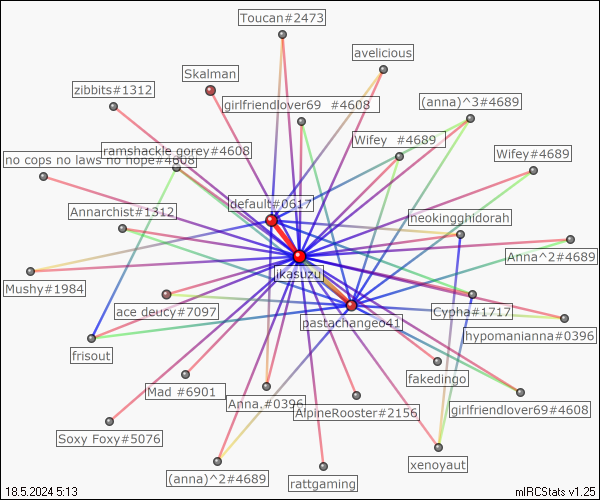 Toucan#2473
avelicious
Skalman
zibbits#1312
girlfriendlover69 #4608
(anna)^3#4689
Wifey #4689
ramshackle gorey#4608
no cops no laws no hope#4608
Wifey#4689
default#0617
Annarchist#1312
neokingghidorah
Anna^2#4689
jikasuzu
Mushy#1984
ace deucy#7097
Cypha#1717
pastachangeo41
hypomanianna#0396
frisout
fakedingo
Mad #6901
Anna.#0396
AlpineRooster#2156
girlfriendlover69#4608
Soxy Foxy#5076
xenoyaut
(anna)^2#4689
rattgaming
18.5.2024 5:13
mIRCStats v1.25